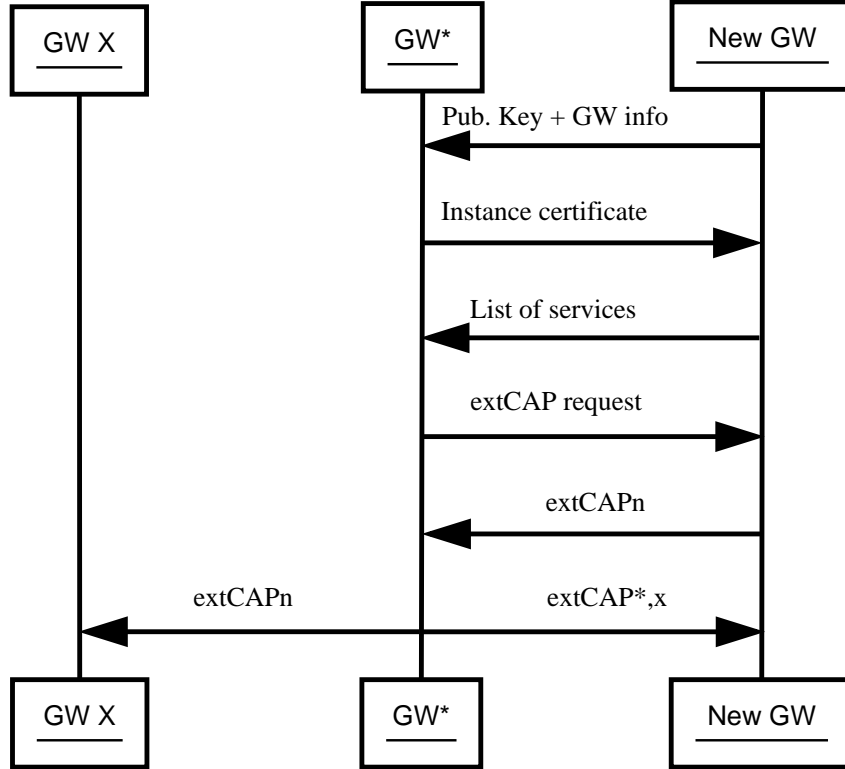 GW X
GW*
New GW
Pub. Key + GW info
Instance certificate
List of services
extCAP request
extCAPn
extCAPn
extCAP*,x
GW X
GW*
New GW